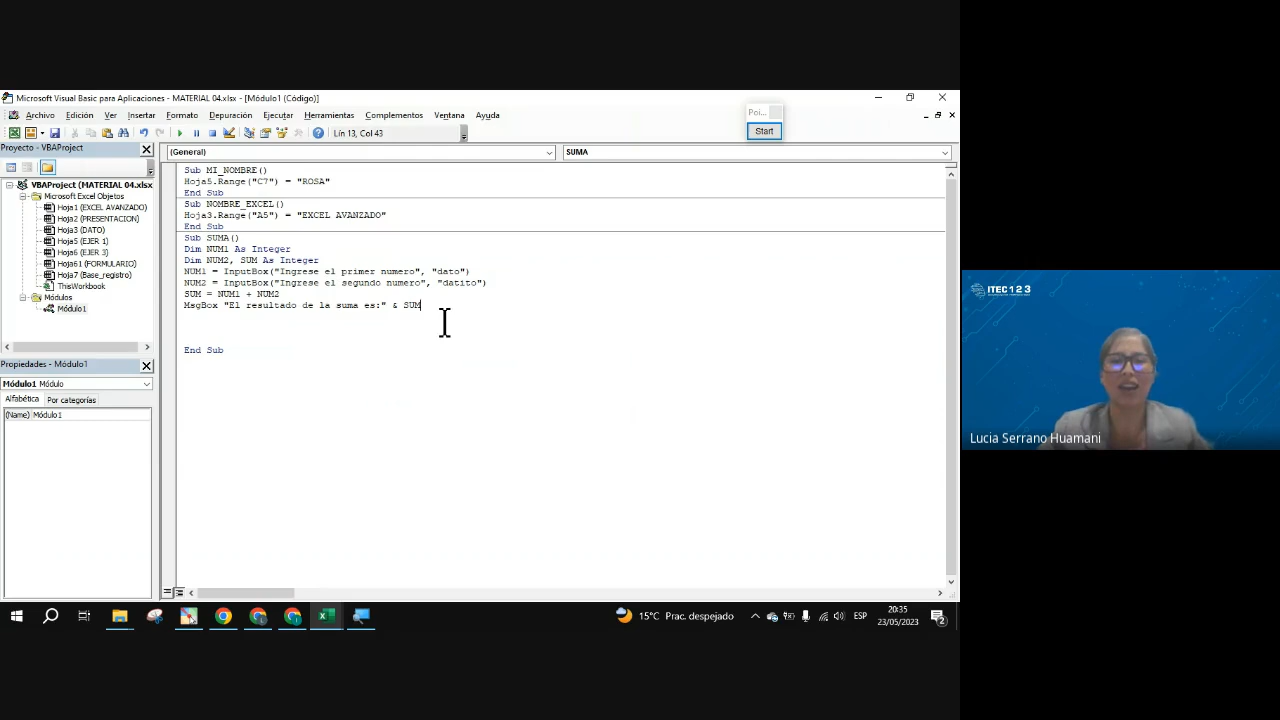 Microsoft Visual Basic para Aplicaciones - MATERIAL 04.xlsx - [Módulo1 (Código)]
Archivo Edición Ver Insertar Formato Depuración Ejecutar Herramientas Complementos Ventana Ayuda
Poi...
Start
Lín 13, Col 43
Proyecto - VBAProject
(General)
SUMA
VBAProject (MATERIAL 04.xlsx
Microsoft Excel Objetos
Hoja1 (EXCEL AVANZADO)
Hoja2 (PRESENTACION)
Hoja3 (DATO)
Hoja5 (EJER 1)
Hoja6 (EJER 3)
Hoja61 (FORMULARIO)
Hoja7 (Base_registro)
ThisWorkbook
Módulos
Módulo1
Propiedades - Módulo1
Módulo1 Módulo
Alfabética Por categorías
(Name) Módulo1
Sub MI_NOMBRE()
Hoja5.Range("C7") = "ROSA"
End Sub
Sub NOMBRE_EXCEL()
Hoja3.Range("A5") = "EXCEL AVANZADO"
End Sub
Sub SUMA()
Dim NUM1 As Integer
Dim NUM2, SUM As Integer
NUM1 = InputBox("Ingrese el primer numero", "dato")
NUM2 = InputBox("Ingrese el segundo numero", "datito")
SUM = NUM1 + NUM2
MsgBox "El resultado de la suma es:" & SUM
End Sub
ITEC 1 2 3
Lucia Serrano Huamani
15°C Prac. despejado
ESP
20:35
23/05/2023
2